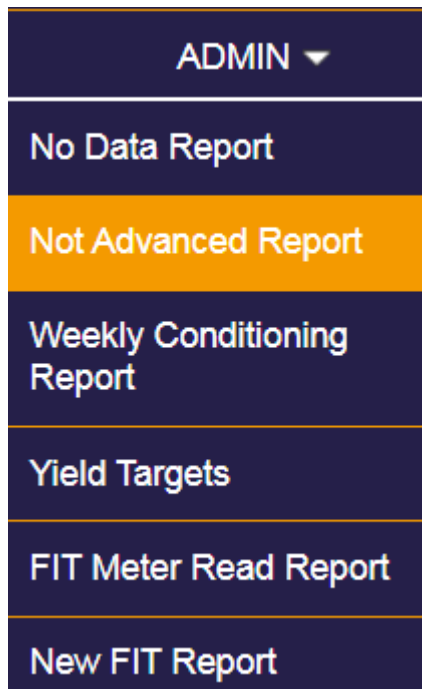 ADMIN
No Data Report
Not Advanced Report
Weekly Conditioning
Report
Yield Targets
FIT Meter Read Report
New FIT Report